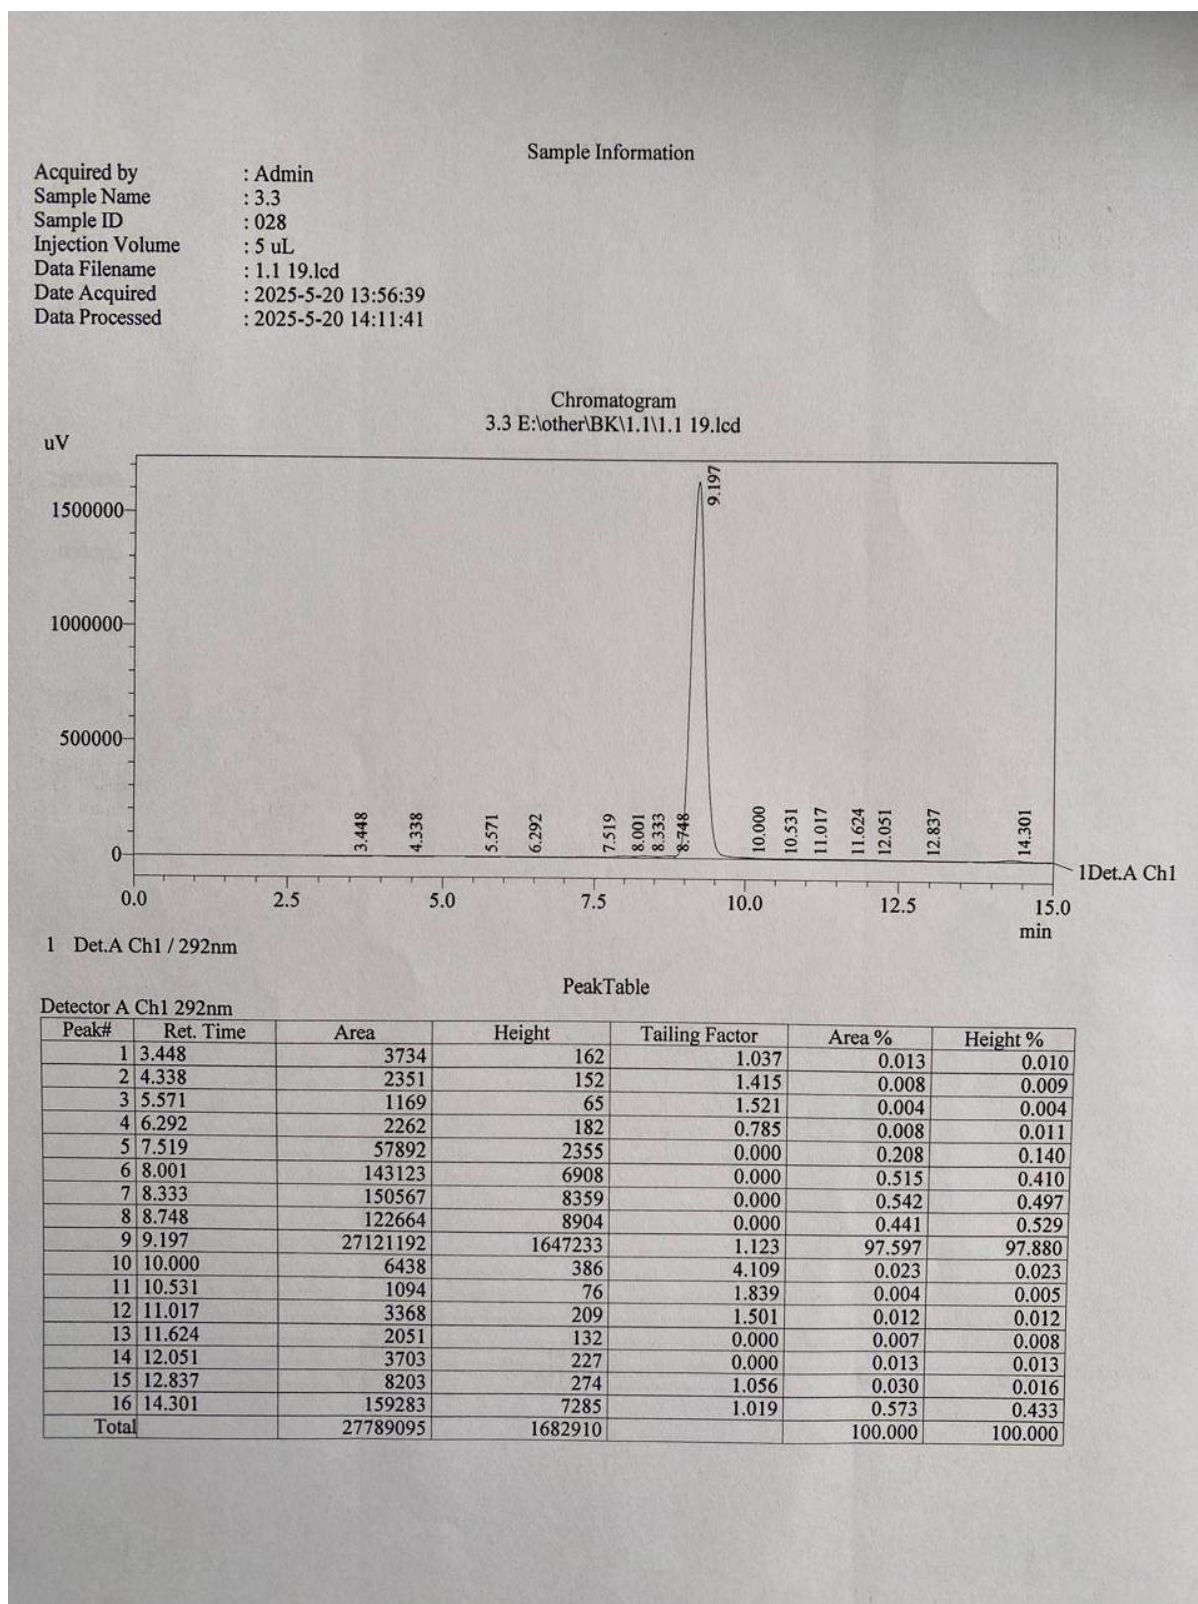 Sample Information
Acquired by : Admin
Sample Name : 3.3
Sample ID : 028
Injection Volume : 5 uL
Data Filename : 1.1 19.lcd
Date Acquired : 2025-5-20 13:56:39
Data Processed : 2025-5-20 14:11:41
Chromatogram
3.3 E:\other\BK\1.1\1.1 19.lcd
uV
9.197
1500000
1000000
500000
3.448 4.338 5.571 6.292 7.519 8.001 8.333 8.748 10.000 10.531 11.017 11.624 12.051 12.837 14.301
0
1Det.A Ch1
0.0 2.5 5.0 7.5 10.0 12.5 15.0
min
1 Det.A Ch1 / 292nm
PeakTable
Detector A Ch1 292nm
Peak# Ret. Time Area Height Tailing Factor Area % Height %
1 3.448 3734 162 1.037 0.013 0.010
2 4.338 2351 152 1.415 0.008 0.009
3 5.571 1169 65 1.521 0.004 0.004
4 6.292 2262 182 0.785 0.008 0.011
5 7.519 57892 2355 0.000 0.208 0.140
6 8.001 143123 6908 0.000 0.515 0.410
7 8.333 150567 8359 0.000 0.542 0.497
8 8.748 122664 8904 0.000 0.441 0.529
9 9.197 27121192 1647233 1.123 97.597 97.880
10 10.000 6438 386 4.109 0.023 0.023
11 10.531 1094 76 1.839 0.004 0.005
12 11.017 3368 209 1.501 0.012 0.012
13 11.624 2051 132 0.000 0.007 0.008
14 12.051 3703 227 0.000 0.013 0.013
15 12.837 8203 274 1.056 0.030 0.016
16 14.301 159283 7285 1.019 0.573 0.433
Total 27789095 1682910 100.000 100.000